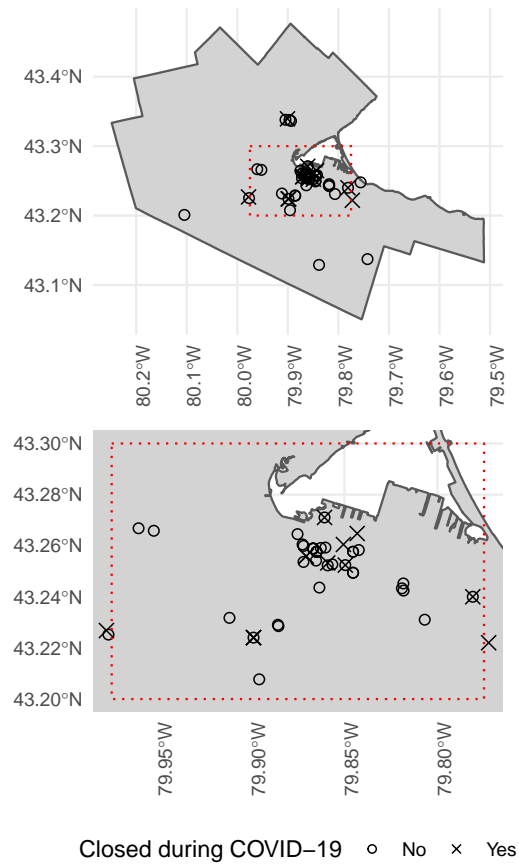 43.4°N
43.3°N
43.2°N
43.1°N
80.2°W
80.1°W
80.0°W
79.9°W
79.8°W
79.7°W
79.6°W
79.5°W
43.30°N
43.28°N
43.26°N
43.24°N
43.22°N
43.20°N
79.95°W
79.90°W
79.85°W
79.80°W
Closed during COVID−19 No Yes